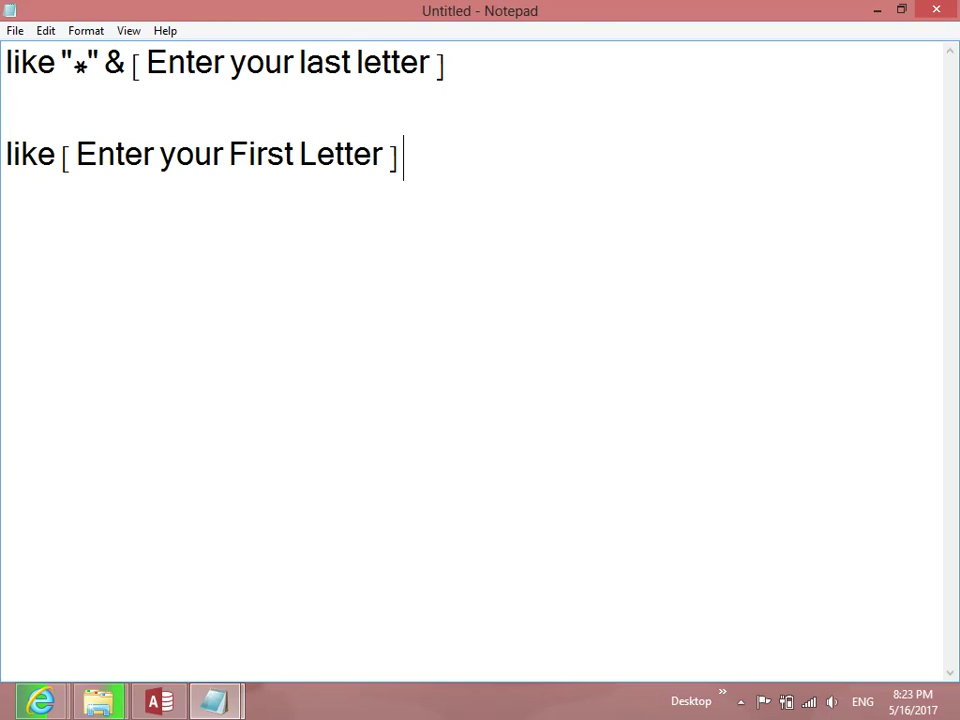 Untitled - Notepad
File Edit Format View Help
like "*" & [ Enter your last letter ]
like [ Enter your First Letter ]
Desktop
ENG
8:23 PM
5/16/2017